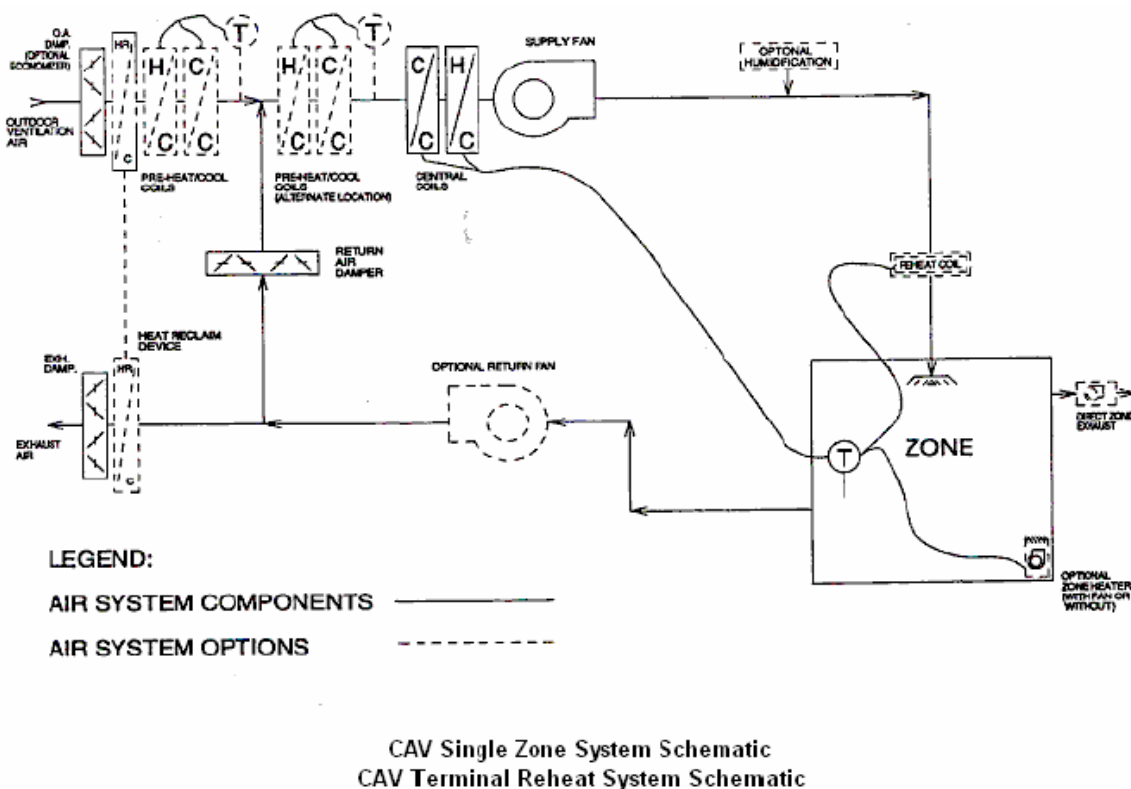 O.A.
DAMP.
(OPTIONAL
ECONOMIZER)
HR
C
H
C
C
C
T
H
C
C
C
T
C
C
H
C
SUPPLY FAN
OPTIONAL
HUMIDIFICATION
OUTDOOR
VENTILATION
AIR
PRE-HEAT/COOL
COILS
PRE-HEAT/COOL
COILS
(ALTERNATE LOCATION)
CENTRAL
COILS
RETURN
AIR
DAMPER
REHEAT COIL
HEAT RECLAIM
DEVICE
EXH.
DAMP.
HR
C
OPTIONAL RETURN FAN
EXHAUST
AIR
ZONE
T
DIRECT ZONE
EXHAUST
OPTIONAL
ZONE HEATER
(WITH FAN OR
WITHOUT)
LEGEND:
AIR SYSTEM COMPONENTS
AIR SYSTEM OPTIONS
CAV Single Zone System Schematic
CAV Terminal Reheat System Schematic